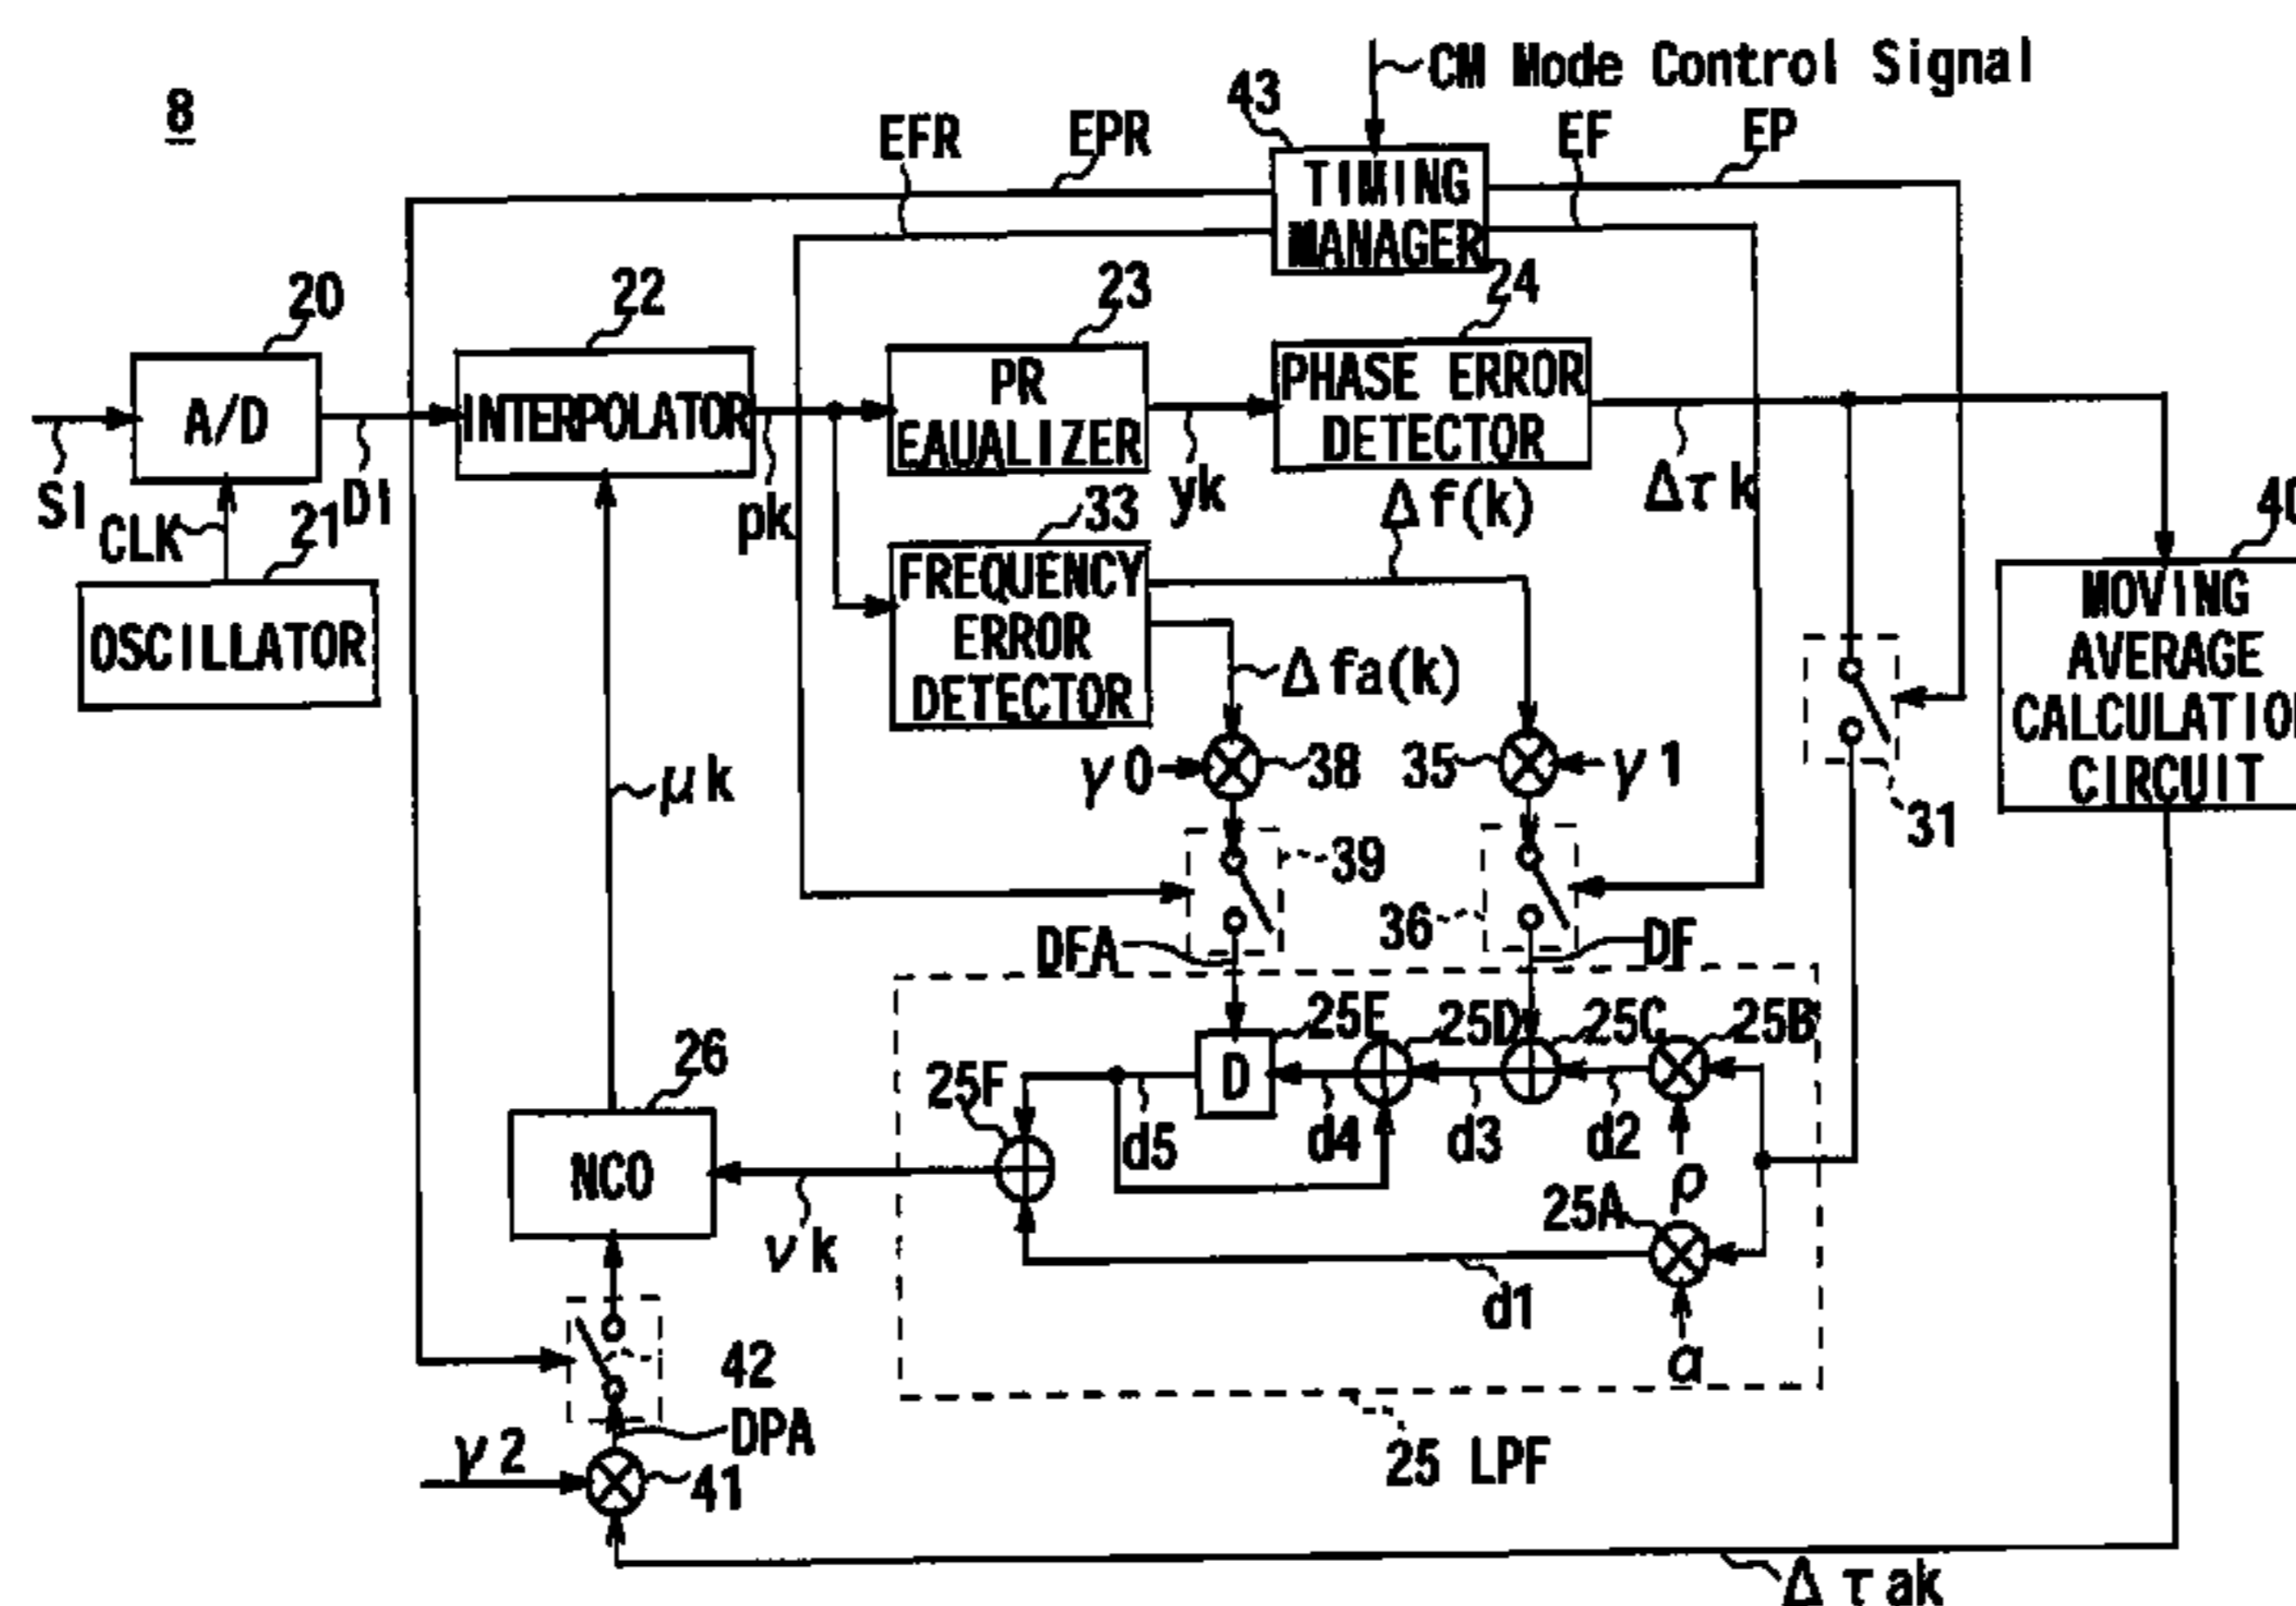 8
CM Mode Control Signal
43
EFR
EPR
EF
EP
TIMING
MANAGER
20
22
23
24
A/D
INTERPOLATOR
PR
EAUALIZER
PHASE ERROR
DETECTOR
Si
CLK
21
Di
pk
33
yk
Δf(k)
Δτk
OSCILLATOR
FREQUENCY
ERROR
DETECTOR
MOVING
AVERAGE
CIRCUIT
Δfa(k)
γ0
38
35
γ1
μk
31
39
36
DFA
DF
26
25F
25E
25D
25C
25B
D
d5
d4
d3
d2
ρ
NCO
νk
25A
d1
α
42
DPA
γ2
41
25 LPF
Δτak